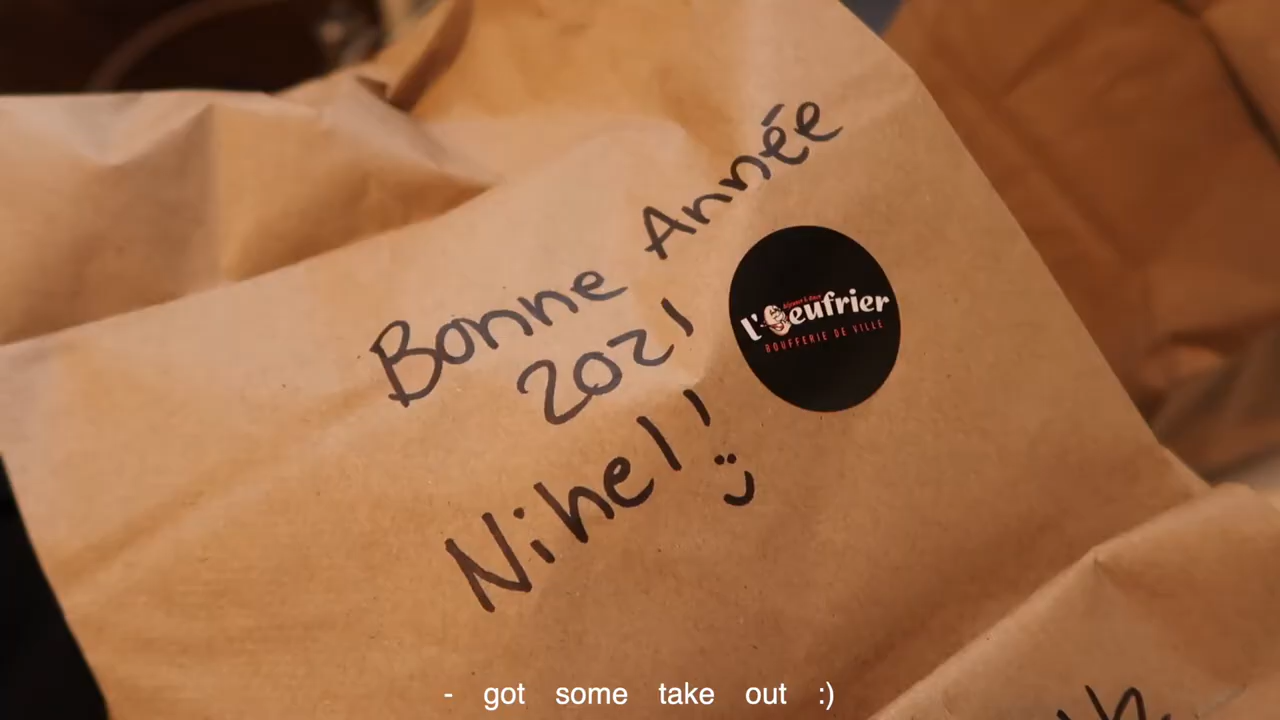 Bonne Année
2021
Nihel!
:)
l'Oeufrier
BOUFFERIE DE VILLE
- got some take out :)